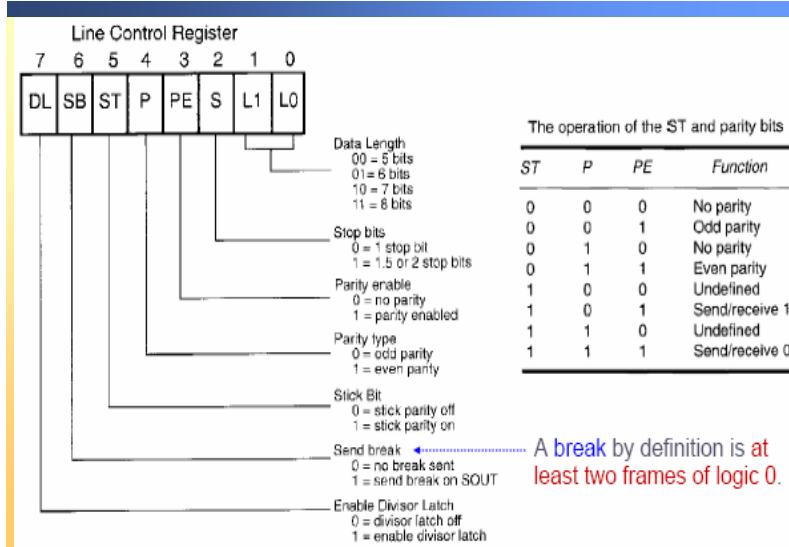 Line Control Register
7 6 5 4 3 2 1 0
DL SB ST P PE S L1 L0
Data Length
00 = 5 bits
01= 6 bits
10 = 7 bits
11 = 8 bits
Stop bits
0 = 1 stop bit
1 = 1.5 or 2 stop bits
Parity enable
0 = no parity
1 = parity enabled
Parity type
0 = odd parity
1 = even parity
Stick Bit
0 = stick parity off
1 = stick parity on
Send break
0 = no break sent
1 = send break on SOUT
Enable Divisor Latch
0 = divisor latch off
1 = enable divisor latch
The operation of the ST and parity bits
ST P PE Function
0 0 0 No parity
0 0 1 Odd parity
0 1 0 No parity
0 1 1 Even parity
1 0 0 Undefined
1 0 1 Send/receive 1
1 1 0 Undefined
1 1 1 Send/receive 0
A break by definition is at
least two frames of logic 0.